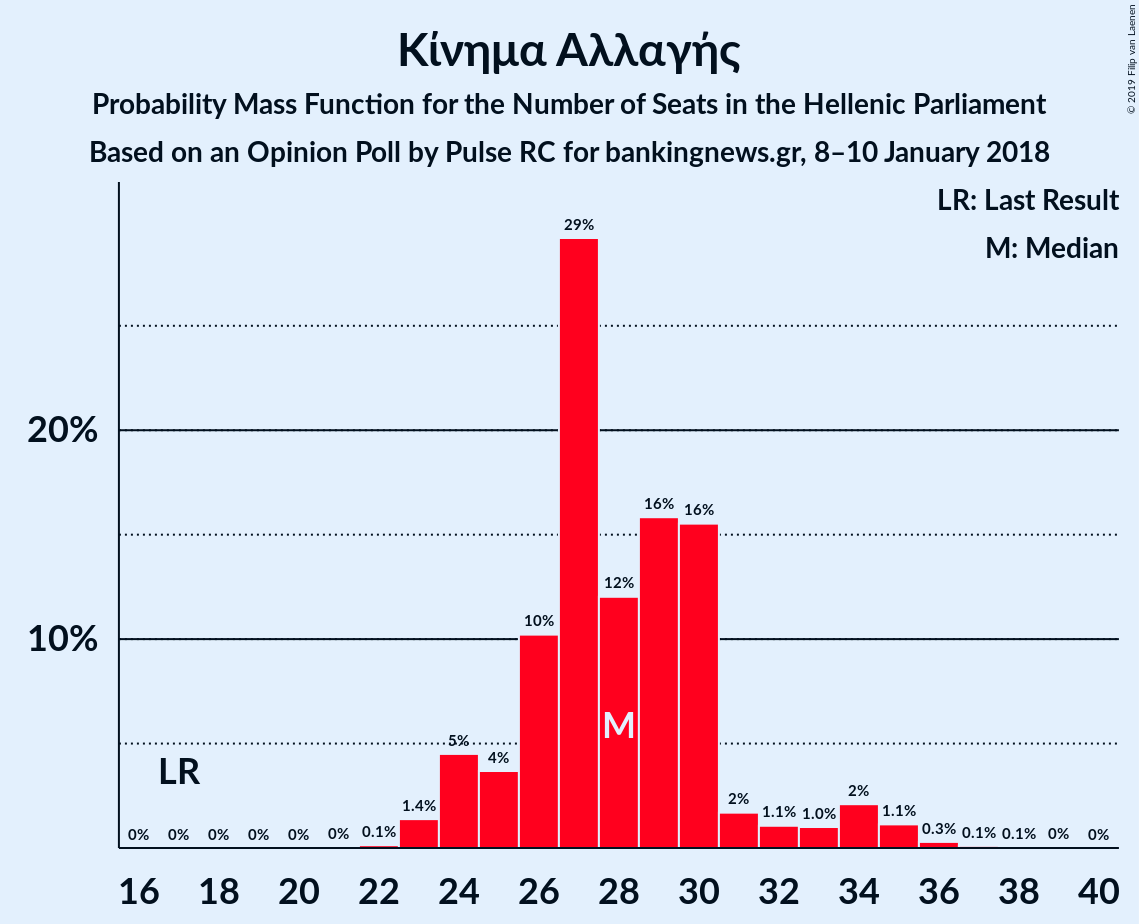 Κίνημα Αλλαγής
Probability Mass Function for the Number of Seats in the Hellenic Parliament
Based on an Opinion Poll by Pulse RC for bankingnews.gr, 8–10 January 2018
© 2019 Filip van Laenen
LR: Last Result
M: Median
20%
10%
0% 0% 0% 0% 0% 0% 0.1% 1.4% 5% 4% 10% 29% 12% 16% 16% 2% 1.1% 1.0% 2% 1.1% 0.3% 0.1% 0.1% 0% 0%
LR
M
16 18 20 22 24 26 28 30 32 34 36 38 40